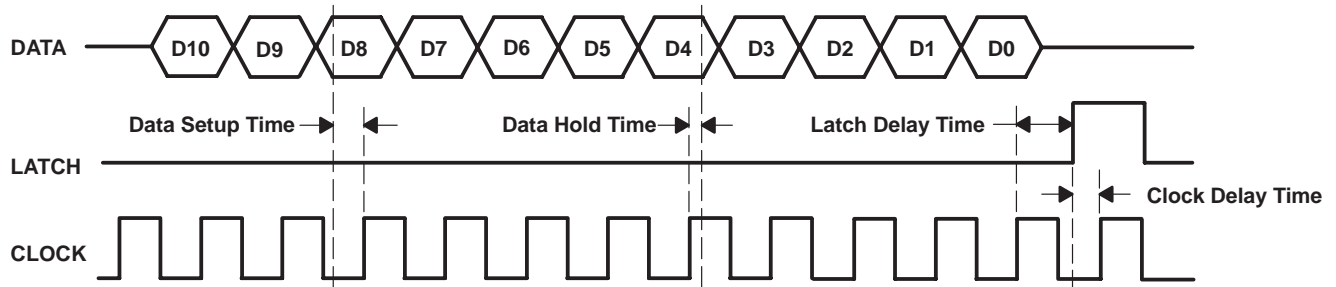 DATA D10 D9 D8 D7 D6 D5 D4 D3 D2 D1 D0
Data Setup Time Data Hold Time Latch Delay Time
LATCH
Clock Delay Time
CLOCK